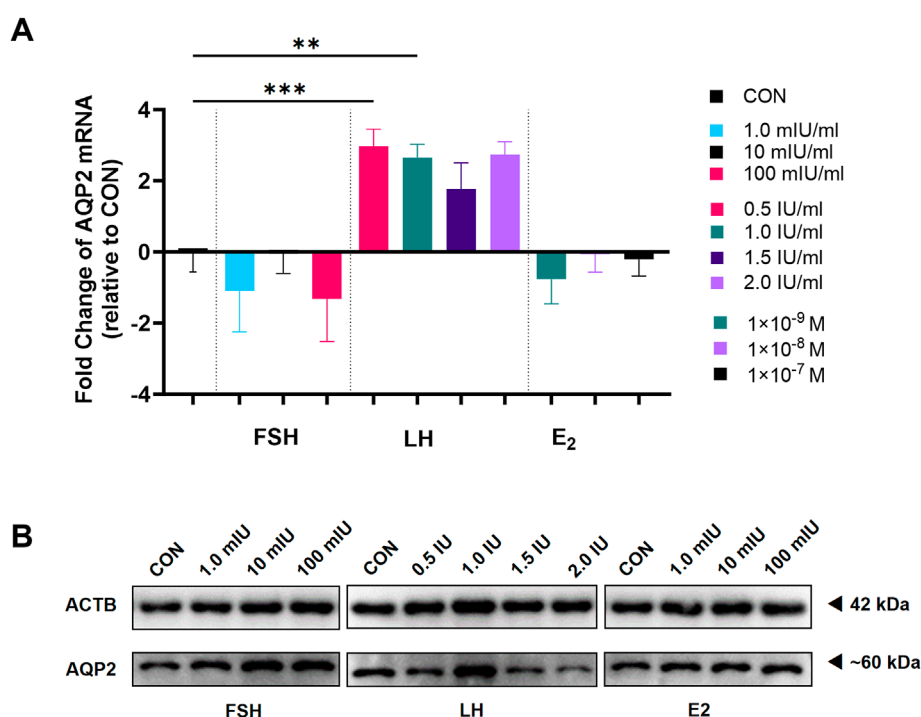 A
Fold Change of AQP2 mRNA
(relative to CON)
4
2
0
-2
-4
**
***
FSH
LH
E₂
CON
1.0 mIU/ml
10 mIU/ml
100 mIU/ml
0.5 IU/ml
1.0 IU/ml
1.5 IU/ml
2.0 IU/ml
1×10⁻⁹ M
1×10⁻⁸ M
1×10⁻⁷ M
B
CON 1.0 mIU 10 mIU 100 mIU CON 0.5 IU 1.0 IU 1.5 IU 2.0 IU CON 1.0 mIU 10 mIU 100 mIU
ACTB ◄ 42 kDa
AQP2 ◄ ~60 kDa
FSH LH E2